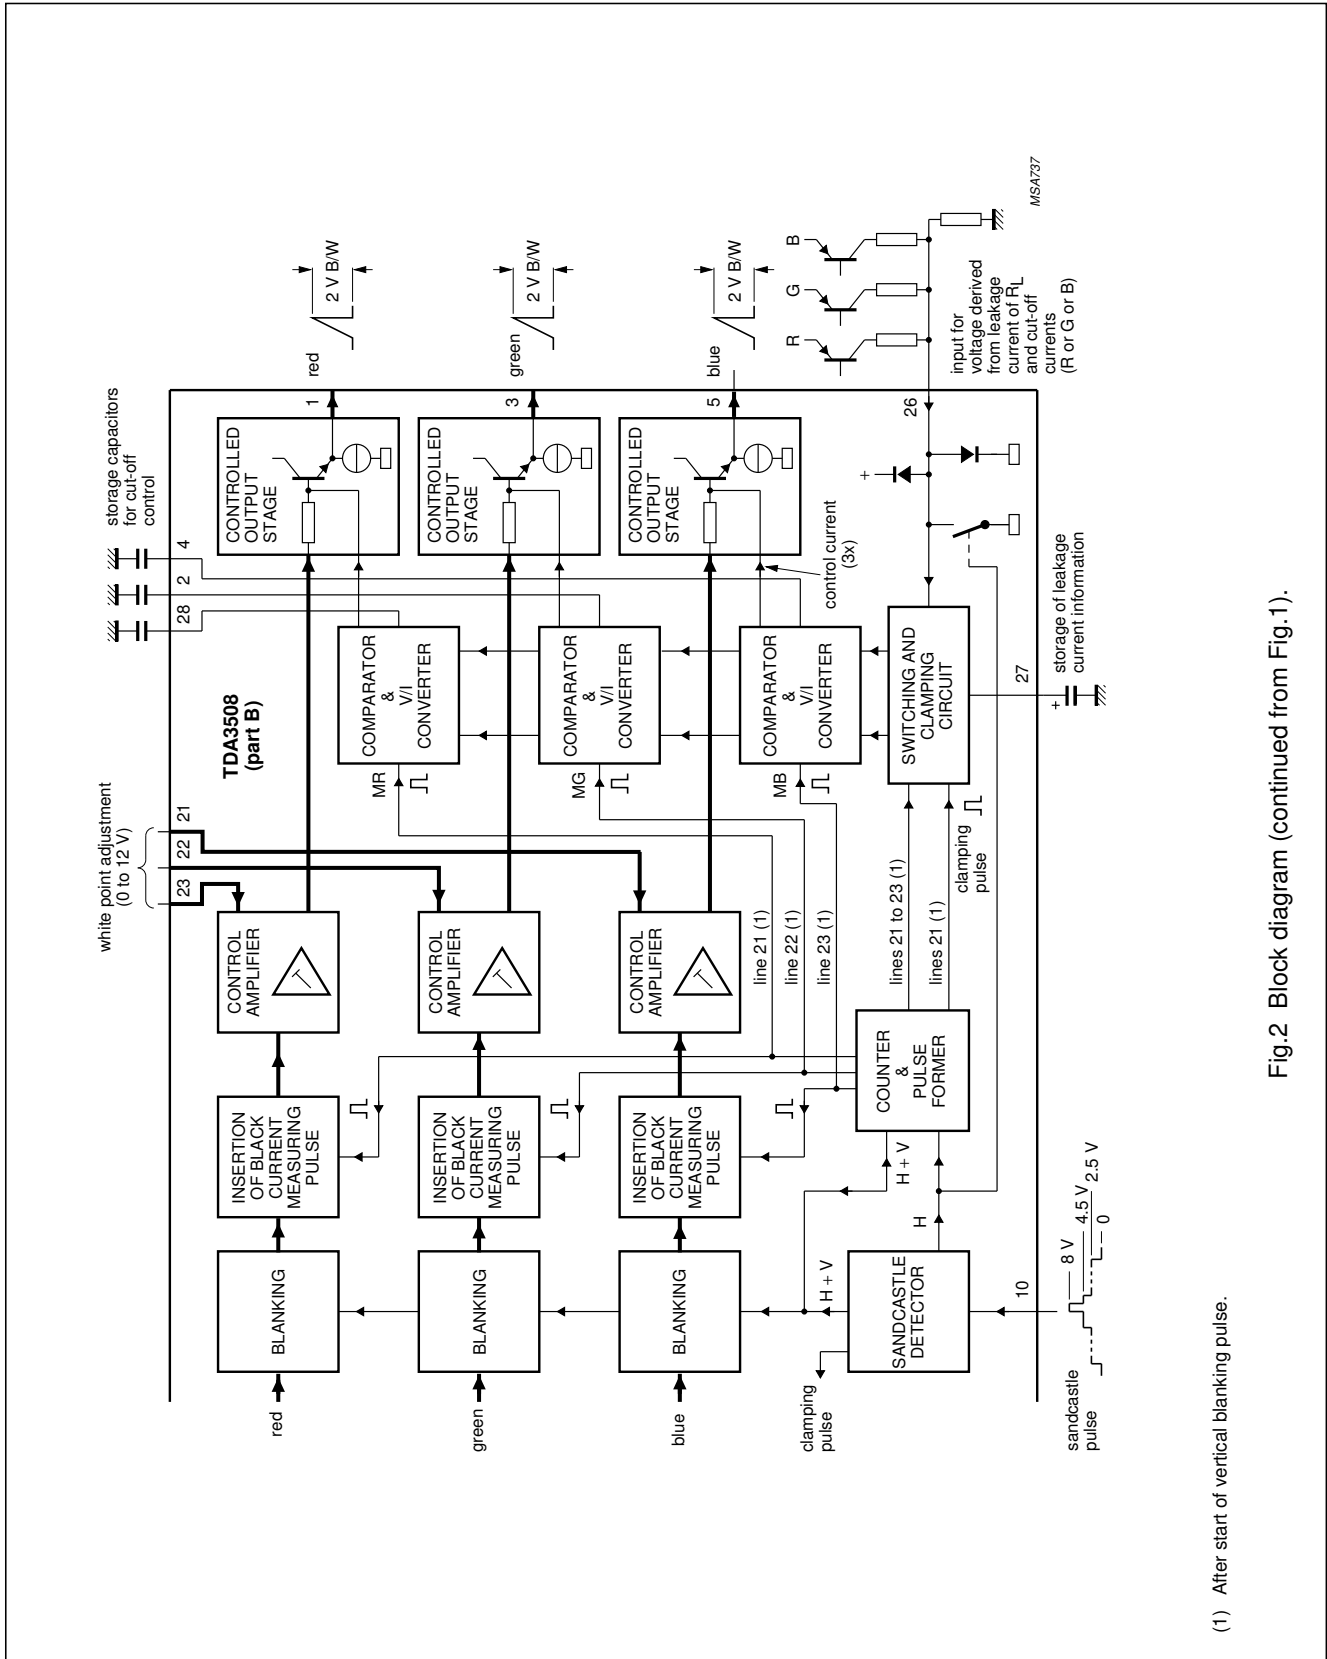 white point adjustment
(0 to 12 V)
23
22
21
storage capacitors
for cut-off
control
28
2
4
TDA3508
(part B)
red
BLANKING
INSERTION
OF BLACK
CURRENT
MEASURING
PULSE
CONTROL
AMPLIFIER
CONTROLLED
OUTPUT
STAGE
1
red
2 V B/W
MR
COMPARATOR
&
V/I
CONVERTER
green
BLANKING
INSERTION
OF BLACK
CURRENT
MEASURING
PULSE
CONTROL
AMPLIFIER
CONTROLLED
OUTPUT
STAGE
3
green
2 V B/W
MG
COMPARATOR
&
V/I
CONVERTER
blue
BLANKING
INSERTION
OF BLACK
CURRENT
MEASURING
PULSE
CONTROL
AMPLIFIER
CONTROLLED
OUTPUT
STAGE
5
blue
2 V B/W
MB
COMPARATOR
&
V/I
CONVERTER
line 21 (1)
line 22 (1)
line 23 (1)
control current
(3x)
R
G
B
clamping
pulse
H + V
SANDCASTLE
DETECTOR
H
H + V
COUNTER
&
PULSE
FORMER
lines 21 to 23 (1)
lines 21 (1)
clamping
pulse
SWITCHING AND
CLAMPING
CIRCUIT
+
26
input for
voltage derived
from leakage
current of RL
and cut-off
currents
(R or G or B)
10
sandcastle
pulse
8 V
4.5 V
2.5 V
0
27
+
storage of leakage
current information
MSA737
(1) After start of vertical blanking pulse.
Fig.2 Block diagram (continued from Fig.1).